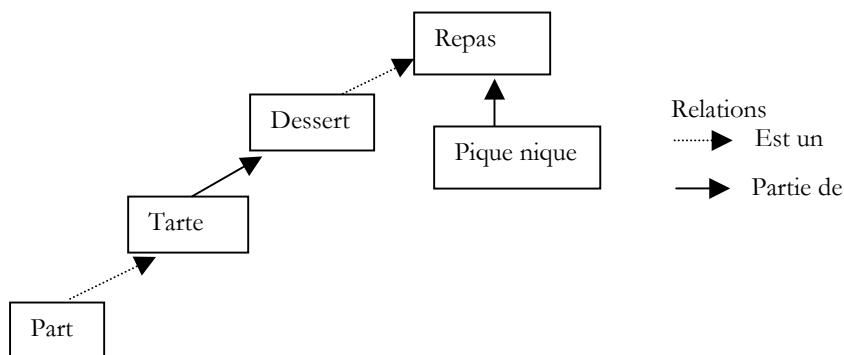 Repas
Dessert
Pique nique
Tarte
Part
Relations
Est un
Partie de